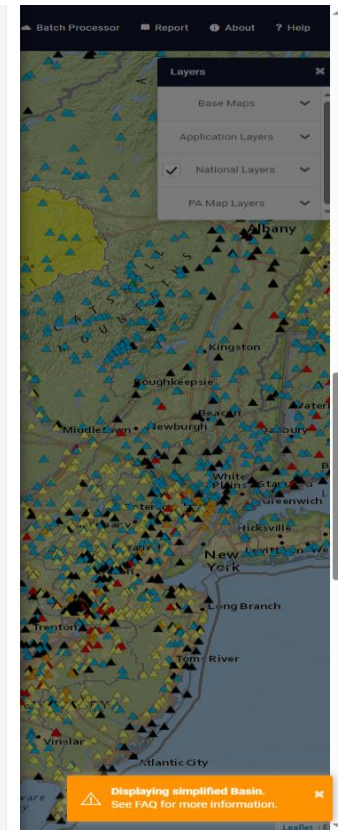 Batch Processor Report About ? Help
Layers
Base Maps
Application Layers
National Layers
PA Map Layers
Albany
CATSKILL
MOUNTAINS
Kingston
Poughkeepsie
Beacon
Middletown Newburgh
White
Plains
Greenwich
Hicksville
New
York
Long Branch
Trenton
Toms River
Atlantic City
Displaying simplified Basin.
See FAQ for more information.
Leaflet